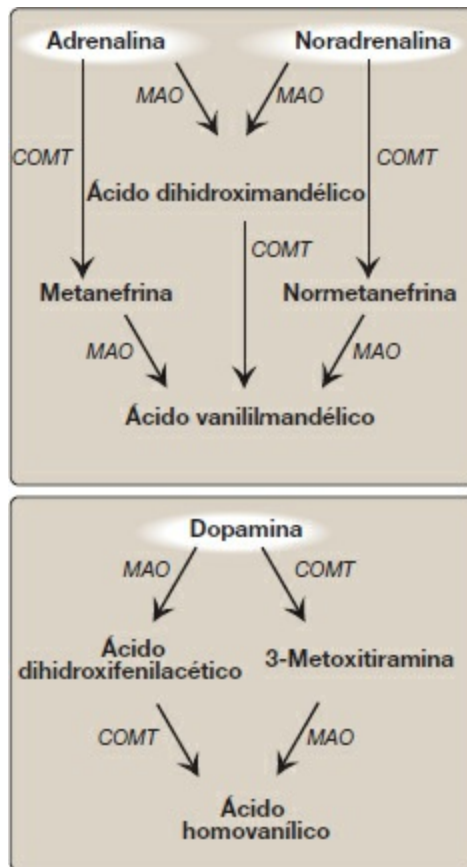 Adrenalina Noradrenalina
MAO MAO
COMT COMT
Ácido dihidroximandélico
COMT
Metanefrina Normetanefrina
MAO MAO
Ácido vanililmandélico
Dopamina
MAO COMT
Ácido
dihidroxifenilacético
3-Metoxitiramina
COMT MAO
Ácido
homovanílico